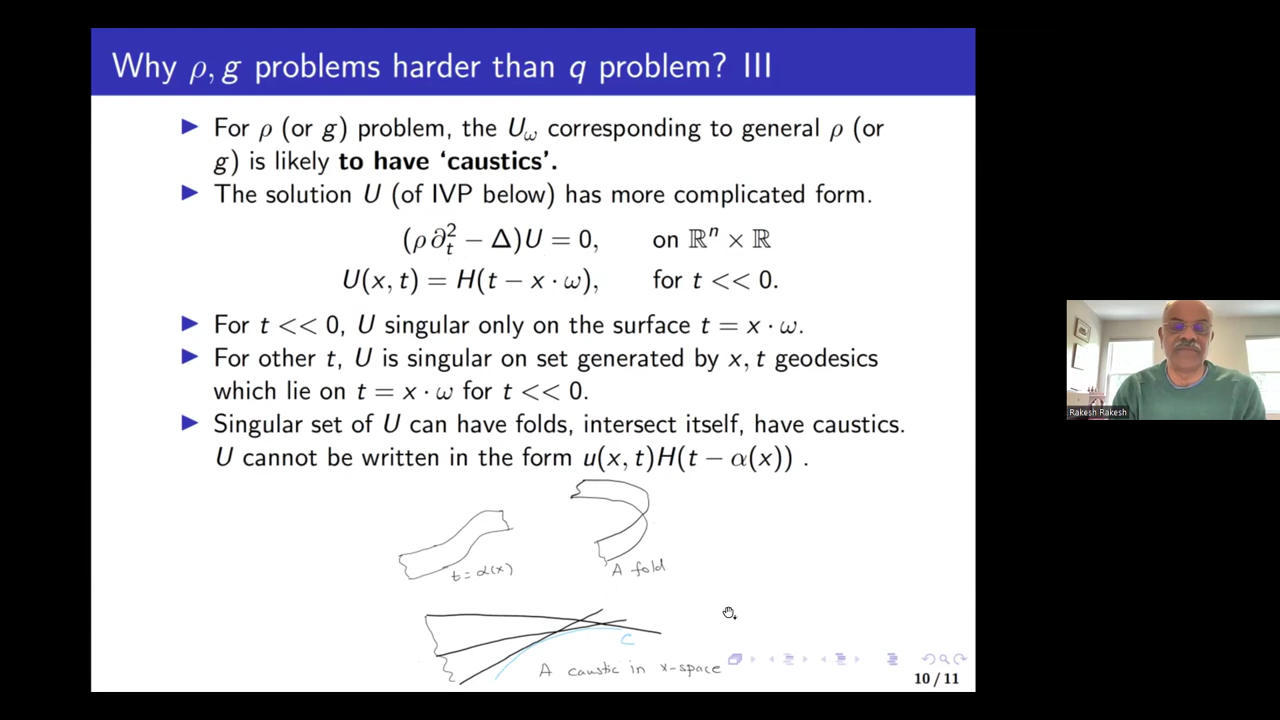 Why ρ, g problems harder than q problem? III
▶ For ρ (or g) problem, the U_ω corresponding to general ρ (or
g) is likely to have ‘caustics’.
▶ The solution U (of IVP below) has more complicated form.
(ρ ∂_t^2 − Δ)U = 0, on ℝ^n × ℝ
U(x, t) = H(t − x · ω), for t << 0.
▶ For t << 0, U singular only on the surface t = x · ω.
▶ For other t, U is singular on set generated by x, t geodesics
which lie on t = x · ω for t << 0.
▶ Singular set of U can have folds, intersect itself, have caustics.
U cannot be written in the form u(x, t)H(t − α(x)) .
t = α(x)
A fold
C
A caustic in x-space
10 / 11
Rakesh Rakesh